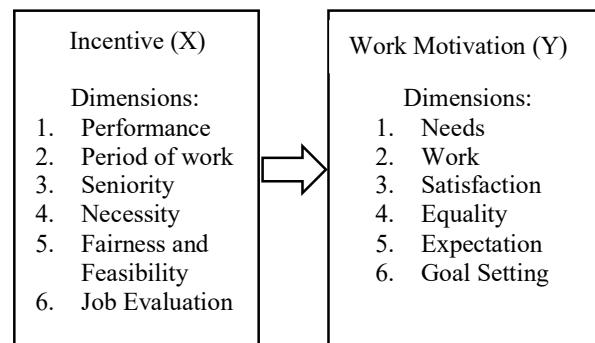 Incentive (X)
Dimensions:
1. Performance
2. Period of work
3. Seniority
4. Necessity
5. Fairness and
Feasibility
6. Job Evaluation
Work Motivation (Y)
Dimensions:
1. Needs
2. Work
3. Satisfaction
4. Equality
5. Expectation
6. Goal Setting